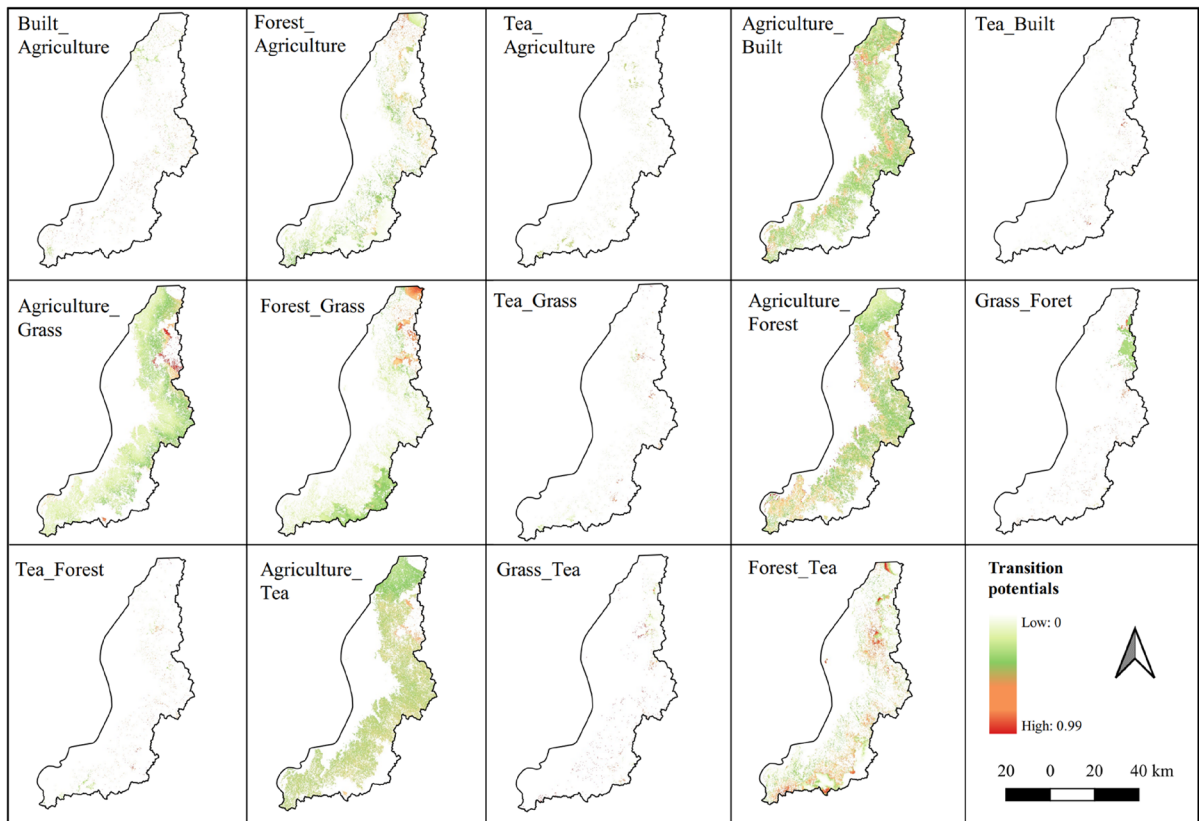 Built_
Agriculture
Forest_
Agriculture
Tea_
Agriculture
Agriculture_
Built
Tea_Built
Agriculture_
Grass
Forest_Grass
Tea_Grass
Agriculture_
Forest
Grass_Foret
Tea_Forest
Agriculture_
Tea
Grass_Tea
Forest_Tea
Transition
potentials
Low: 0
High: 0.99
20 0 20 40 km